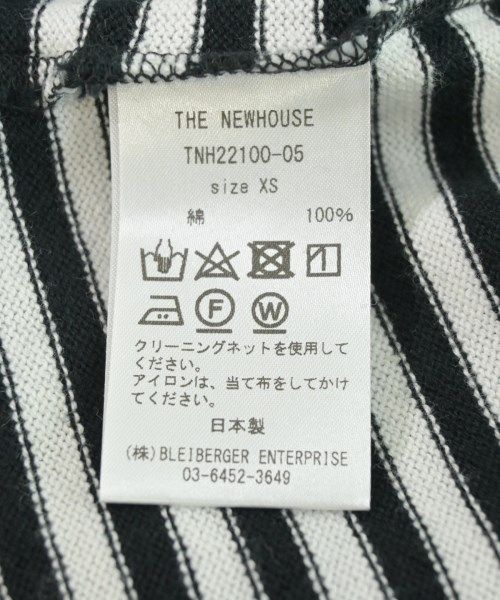 THE NEWHOUSE
TNH22100-05
size XS
綿 100%
F W
クリーニングネットを使用して
ください。
アイロンは、当て布をしてかけ
てください。
日本製
(株)BLEIBERGER ENTERPRISE
03-6452-3649